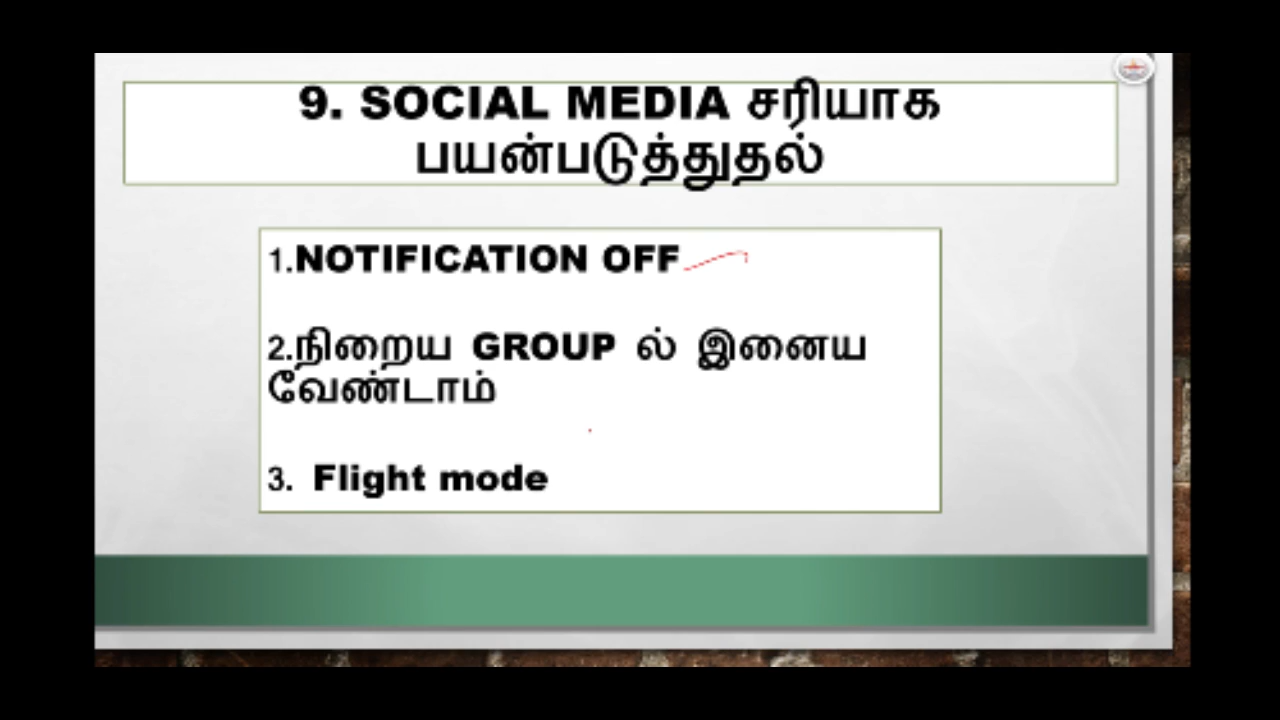 9. SOCIAL MEDIA சரியாக
பயன்படுத்துதல்
1.NOTIFICATION OFF
2.நிறைய GROUP ல் இனைய
வேண்டாம்
3. Flight mode